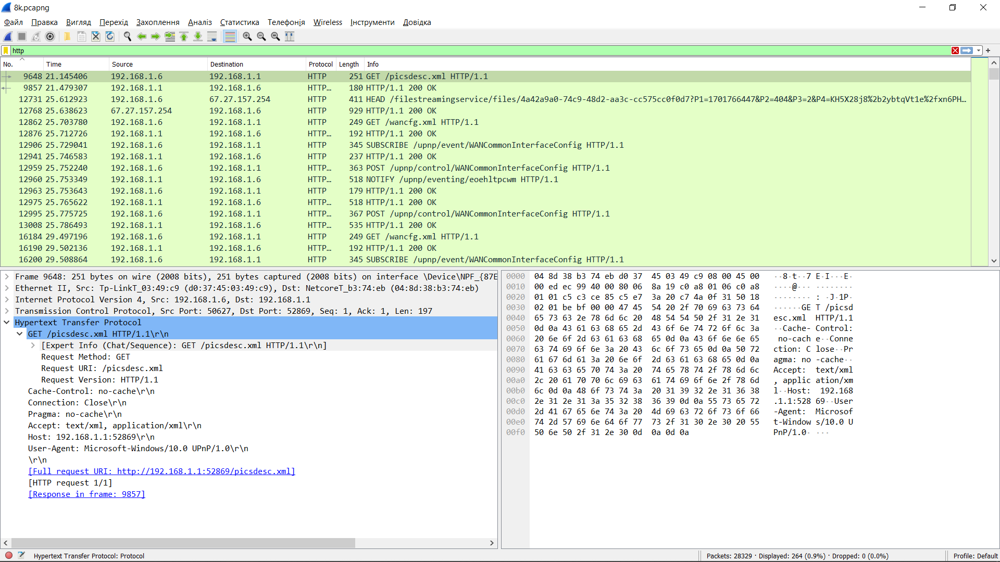 8k.pcapng
Файл Правка Вигляд Перехід Захоплення Аналіз Статистика Телефонія Wireless Інструменти Довідка
http
No. Time Source Destination Protocol Length Info
9648 21.145406 192.168.1.6 192.168.1.1 HTTP 251 GET /picsdesc.xml HTTP/1.1
9857 21.479307 192.168.1.1 192.168.1.6 HTTP… 180 HTTP/1.1 200 OK
12731 25.612923 192.168.1.6 67.27.157.254 HTTP 411 HEAD /filestreamingservice/files/4a42a9a0-74c9-48d2-aa3c-cc575cc0f0d7?P1=1701766447&P2=404&P3=2&P4=KH5X28j8%2b2ybtqVt1e%2fxn6PH…
12768 25.638623 67.27.157.254 192.168.1.6 HTTP 929 HTTP/1.1 200 OK
12862 25.703780 192.168.1.6 192.168.1.1 HTTP 249 GET /wancfg.xml HTTP/1.1
12876 25.712726 192.168.1.1 192.168.1.6 HTTP… 192 HTTP/1.1 200 OK
12906 25.729041 192.168.1.6 192.168.1.1 HTTP 345 SUBSCRIBE /upnp/event/WANCommonInterfaceConfig HTTP/1.1
12941 25.746583 192.168.1.1 192.168.1.6 HTTP 237 HTTP/1.1 200 OK
12959 25.752240 192.168.1.6 192.168.1.1 HTTP… 363 POST /upnp/control/WANCommonInterfaceConfig HTTP/1.1
12960 25.753349 192.168.1.1 192.168.1.6 HTTP… 518 NOTIFY /upnp/eventing/eoehltpcwm HTTP/1.1
12963 25.753643 192.168.1.6 192.168.1.1 HTTP 179 HTTP/1.1 200 OK
12975 25.765622 192.168.1.1 192.168.1.6 HTTP… 518 HTTP/1.1 200 OK
12995 25.775725 192.168.1.6 192.168.1.1 HTTP… 367 POST /upnp/control/WANCommonInterfaceConfig HTTP/1.1
13008 25.786493 192.168.1.1 192.168.1.6 HTTP… 535 HTTP/1.1 200 OK
16184 29.497196 192.168.1.6 192.168.1.1 HTTP 249 GET /wancfg.xml HTTP/1.1
16190 29.502136 192.168.1.1 192.168.1.6 HTTP… 192 HTTP/1.1 200 OK
16200 29.508864 192.168.1.6 192.168.1.1 HTTP 345 SUBSCRIBE /upnp/event/WANCommonInterfaceConfig HTTP/1.1
Frame 9648: 251 bytes on wire (2008 bits), 251 bytes captured (2008 bits) on interface \Device\NPF_{87E
Ethernet II, Src: Tp-LinkT_03:49:c9 (d0:37:45:03:49:c9), Dst: NetcoreT_b3:74:eb (04:8d:38:b3:74:eb)
Internet Protocol Version 4, Src: 192.168.1.6, Dst: 192.168.1.1
Transmission Control Protocol, Src Port: 50627, Dst Port: 52869, Seq: 1, Ack: 1, Len: 197
Hypertext Transfer Protocol
GET /picsdesc.xml HTTP/1.1\r\n
[Expert Info (Chat/Sequence): GET /picsdesc.xml HTTP/1.1\r\n]
Request Method: GET
Request URI: /picsdesc.xml
Request Version: HTTP/1.1
Cache-Control: no-cache\r\n
Connection: Close\r\n
Pragma: no-cache\r\n
Accept: text/xml, application/xml\r\n
Host: 192.168.1.1:52869\r\n
User-Agent: Microsoft-Windows/10.0 UPnP/1.0\r\n
\r\n
[Full request URI: http://192.168.1.1:52869/picsdesc.xml]
[HTTP request 1/1]
[Response in frame: 9857]
0000 04 8d 38 b3 74 eb d0 37 45 03 49 c9 08 00 45 00 ··8·t··7 E·I···E·
0010 00 ed ec 99 40 00 80 06 8a 19 c0 a8 01 06 c0 a8 ····@··· ········
0020 01 01 c5 c3 ce 85 c5 e7 3a 20 c7 4a 0f 31 50 18 ········ : ·J·1P·
0030 02 01 be bf 00 00 47 45 54 20 2f 70 69 63 73 64 ······GE T /picsd
0040 65 73 63 2e 78 6d 6c 20 48 54 54 50 2f 31 2e 31 esc.xml HTTP/1.1
0050 0d 0a 43 61 63 68 65 2d 43 6f 6e 74 72 6f 6c 3a ··Cache- Control:
0060 20 6e 6f 2d 63 61 63 68 65 0d 0a 43 6f 6e 6e 65 no-cach e··Conne
0070 63 74 69 6f 6e 3a 20 43 6c 6f 73 65 0d 0a 50 72 ction: C lose··Pr
0080 61 67 6d 61 3a 20 6e 6f 2d 63 61 63 68 65 0d 0a agma: no -cache··
0090 41 63 63 65 70 74 3a 20 74 65 78 74 2f 78 6d 6c Accept: text/xml
00a0 2c 20 61 70 70 6c 69 63 61 74 69 6f 6e 2f 78 6d , applic ation/xm
00b0 6c 0d 0a 48 6f 73 74 3a 20 31 39 32 2e 31 36 38 l··Host: 192.168
00c0 2e 31 2e 31 3a 35 32 38 36 39 0d 0a 55 73 65 72 .1.1:528 69··User
00d0 2d 41 67 65 6e 74 3a 20 4d 69 63 72 6f 73 6f 66 -Agent: Microsof
00e0 74 2d 57 69 6e 64 6f 77 73 2f 31 30 2e 30 20 55 t-Window s/10.0 U
00f0 50 6e 50 2f 31 2e 30 0d 0a 0d 0a PnP/1.0· ···
Hypertext Transfer Protocol: Protocol
Packets: 28329 · Displayed: 264 (0.9%) · Dropped: 0 (0.0%)
Profile: Default